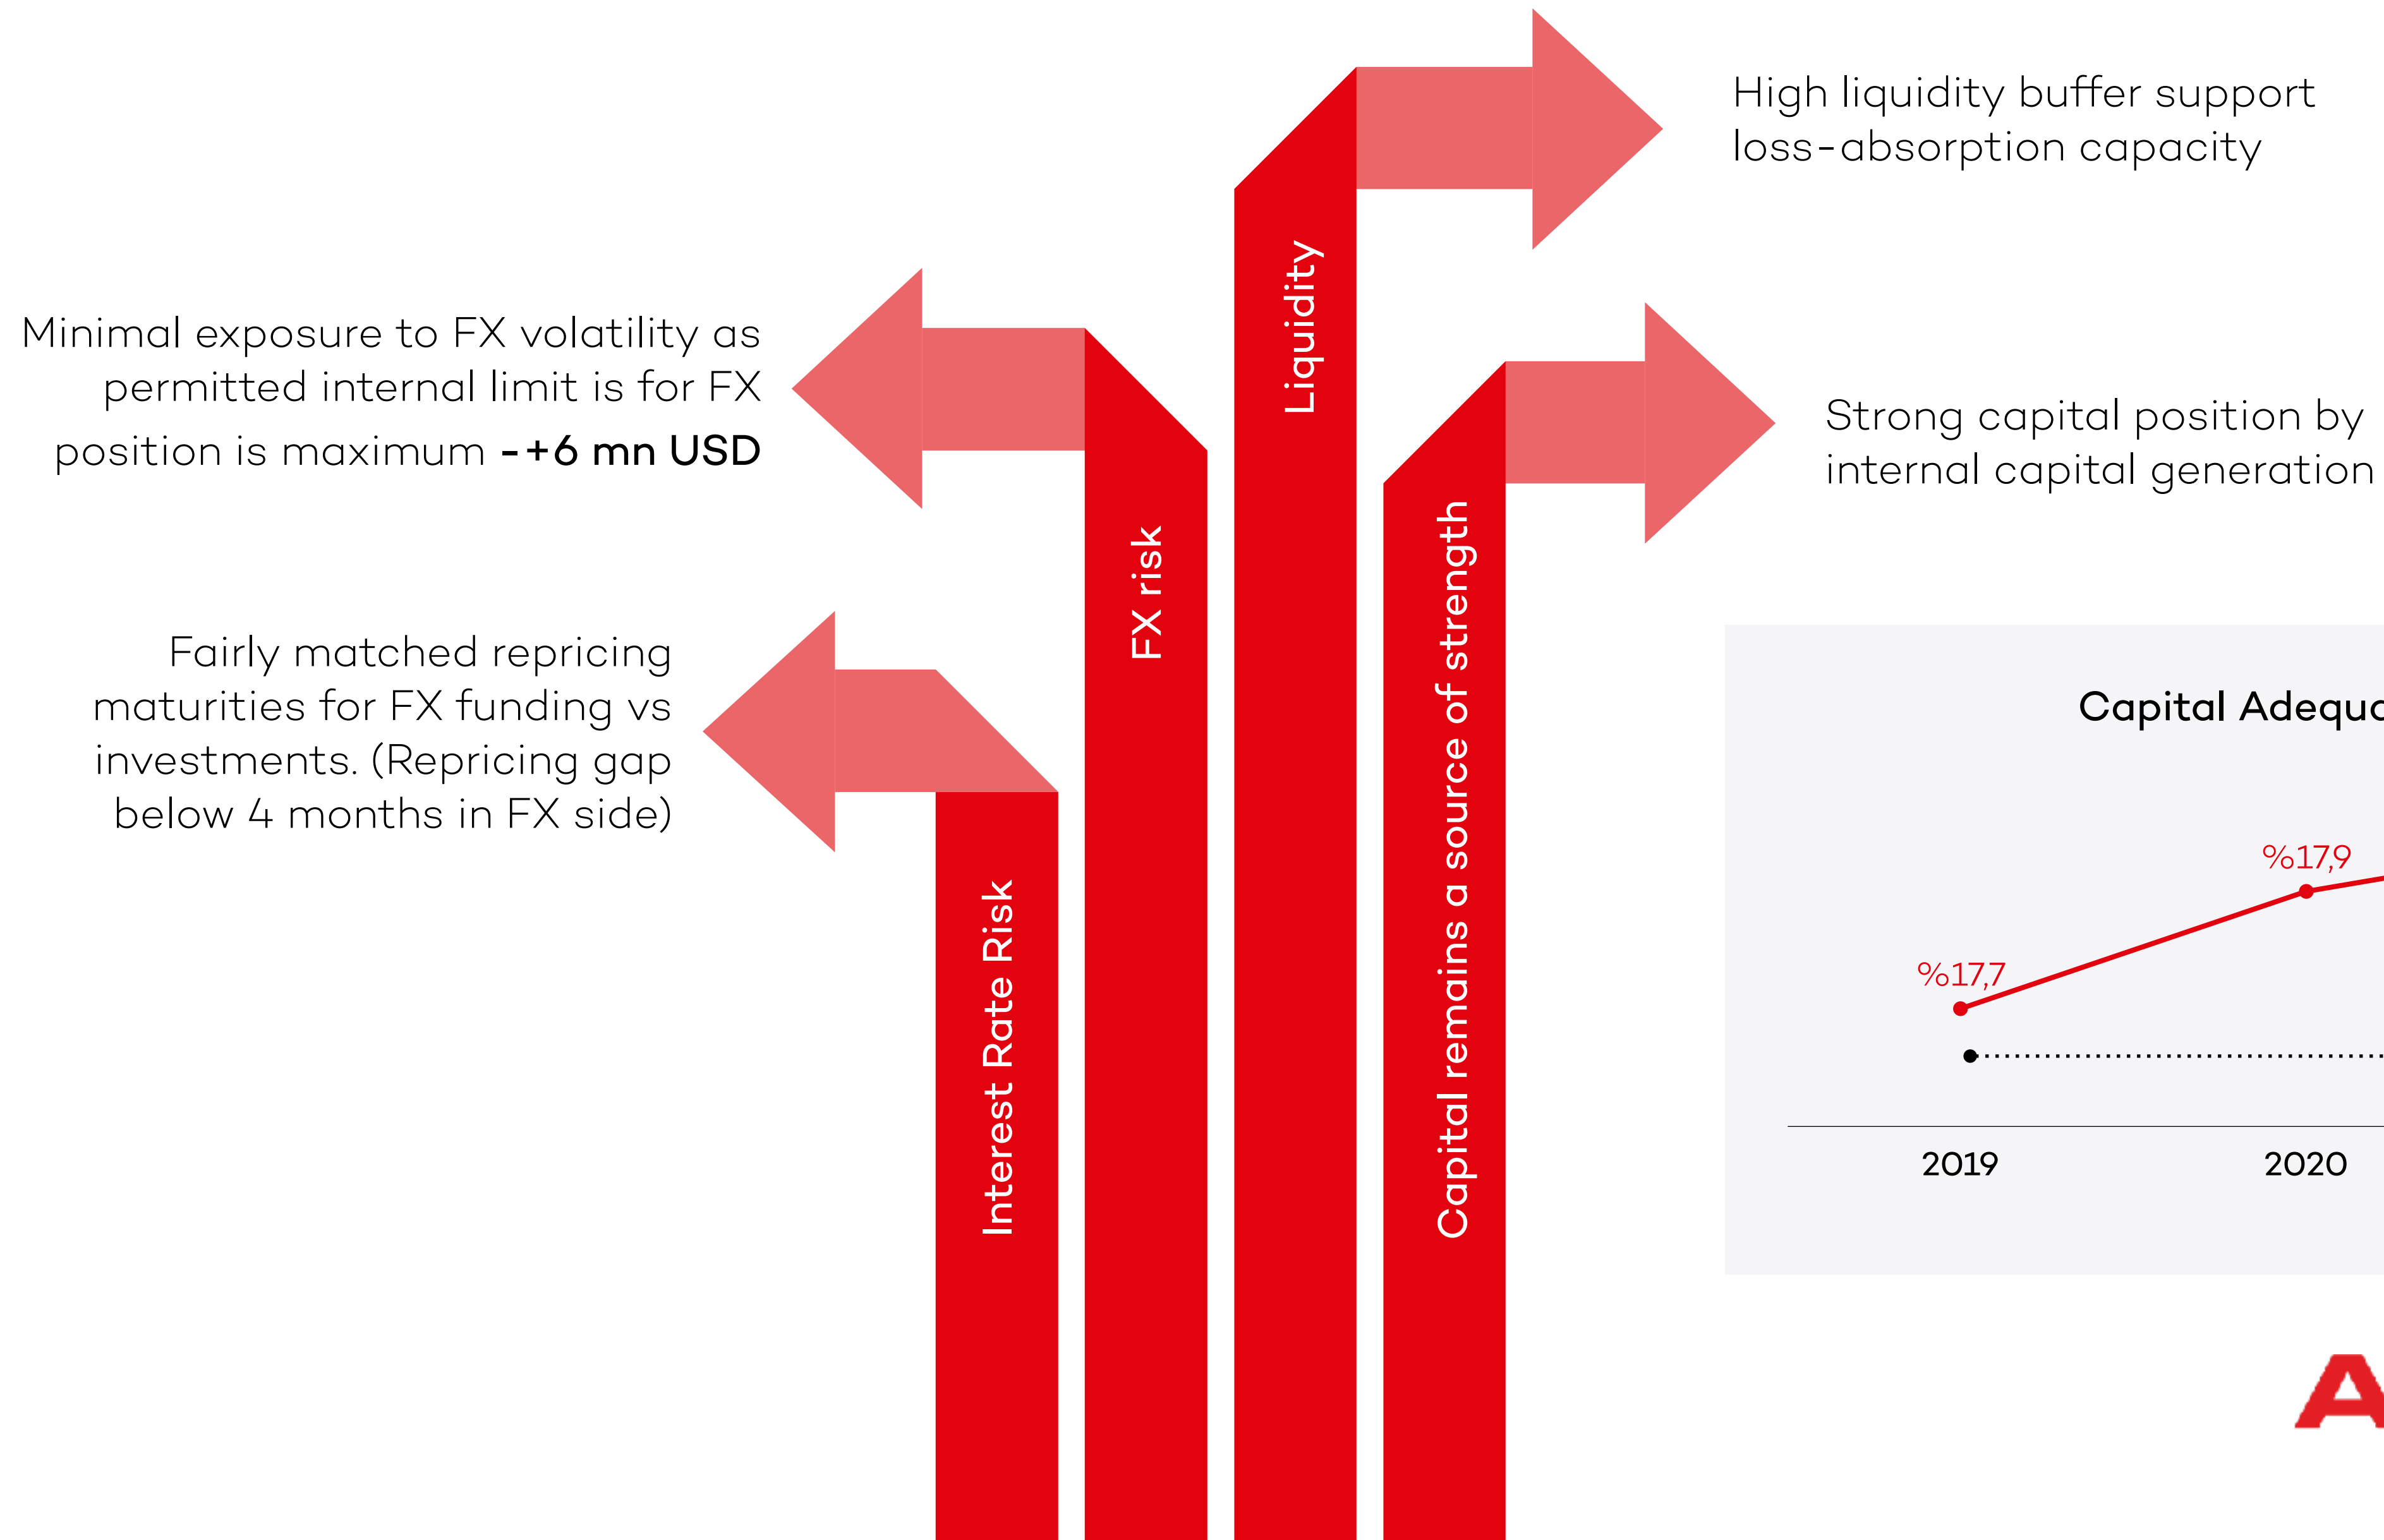 High liquidity buffer support
loss-absorption capacity
Minimal exposure to FX volatility as
permitted internal limit is for FX
position is maximum -+6 mn USD
Strong capital position by
internal capital generation
Fairly matched repricing
maturities for FX funding vs
investments. (Repricing gap
below 4 months in FX side)
Interest Rate Risk
FX risk
Liquidity
Capital remains a source of strength
Capital
%17,9
%17,7
2019
2020